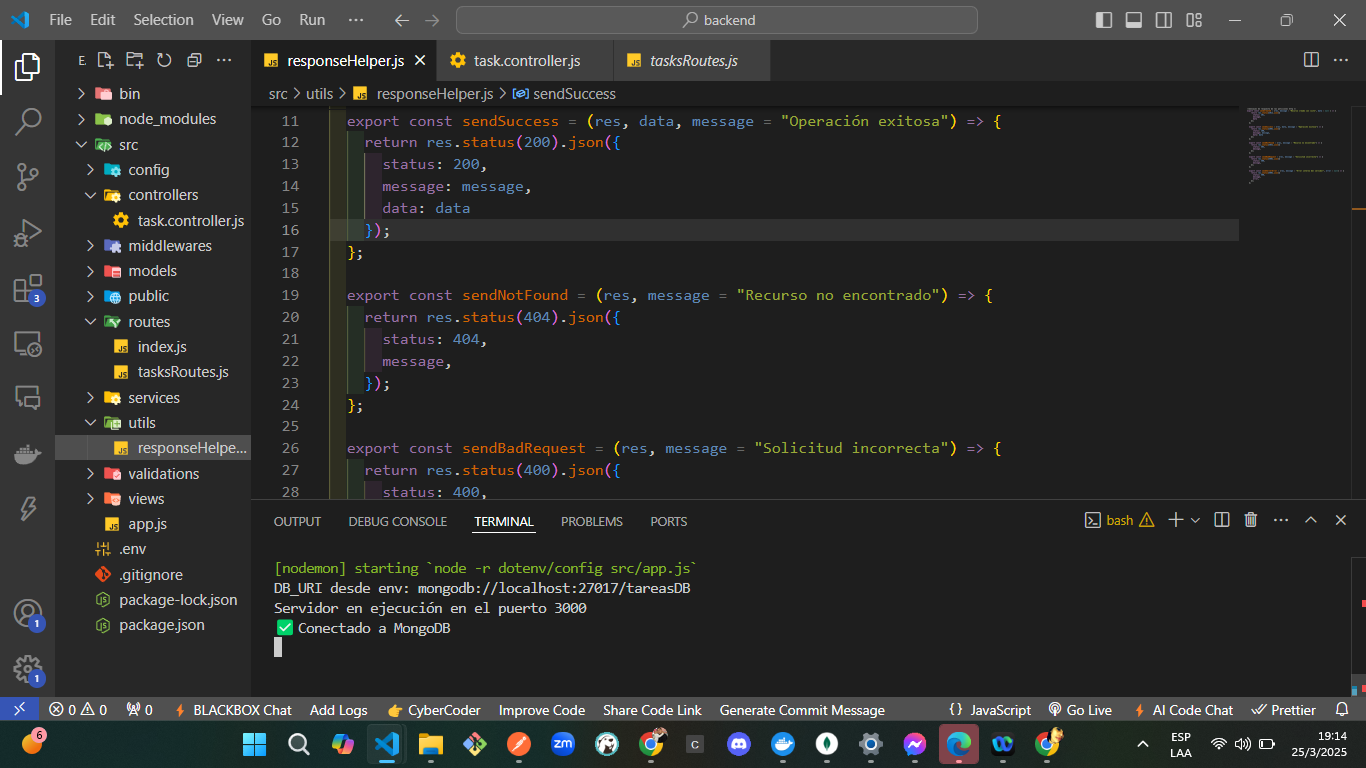 File Edit Selection View Go Run ··· backend
E responseHelper.js task.controller.js tasksRoutes.js
src > utils > responseHelper.js > sendSuccess
bin
node_modules
src
config
controllers
task.controller.js
middlewares
models
public
routes
index.js
tasksRoutes.js
services
utils
responseHelpe...
validations
views
app.js
.env
.gitignore
package-lock.json
package.json
3
1
1
11 export const sendSuccess = (res, data, message = "Operación exitosa") => {
12 return res.status(200).json({
13 status: 200,
14 message: message,
15 data: data
16 });
17 };
18
19 export const sendNotFound = (res, message = "Recurso no encontrado") => {
20 return res.status(404).json({
21 status: 404,
22 message,
23 });
24 };
25
26 export const sendBadRequest = (res, message = "Solicitud incorrecta") => {
27 return res.status(400).json({
28 status: 400,
OUTPUT DEBUG CONSOLE TERMINAL PROBLEMS PORTS bash
[nodemon] starting `node -r dotenv/config src/app.js`
DB_URI desde env: mongodb://localhost:27017/tareasDB
Servidor en ejecución en el puerto 3000
✅ Conectado a MongoDB
0 0 0 BLACKBOX Chat Add Logs 👉 CyberCoder Improve Code Share Code Link Generate Commit Message {} JavaScript Go Live AI Code Chat Prettier
6 zm C ESP 19:14
LAA 25/3/2025